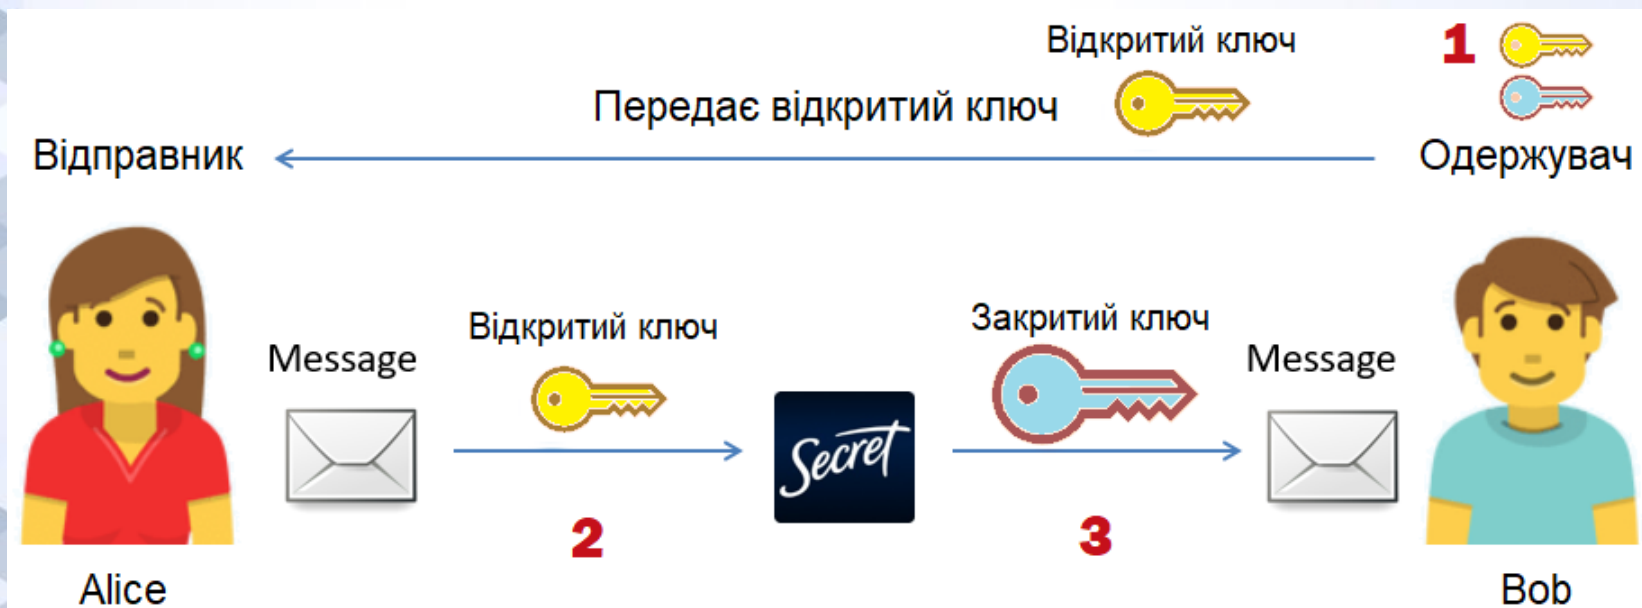 Відкритий ключ
1
Передає відкритий ключ
Відправник
Одержувач
Відкритий ключ
Закритий ключ
Message
Message
Secret
2
3
Alice
Bob